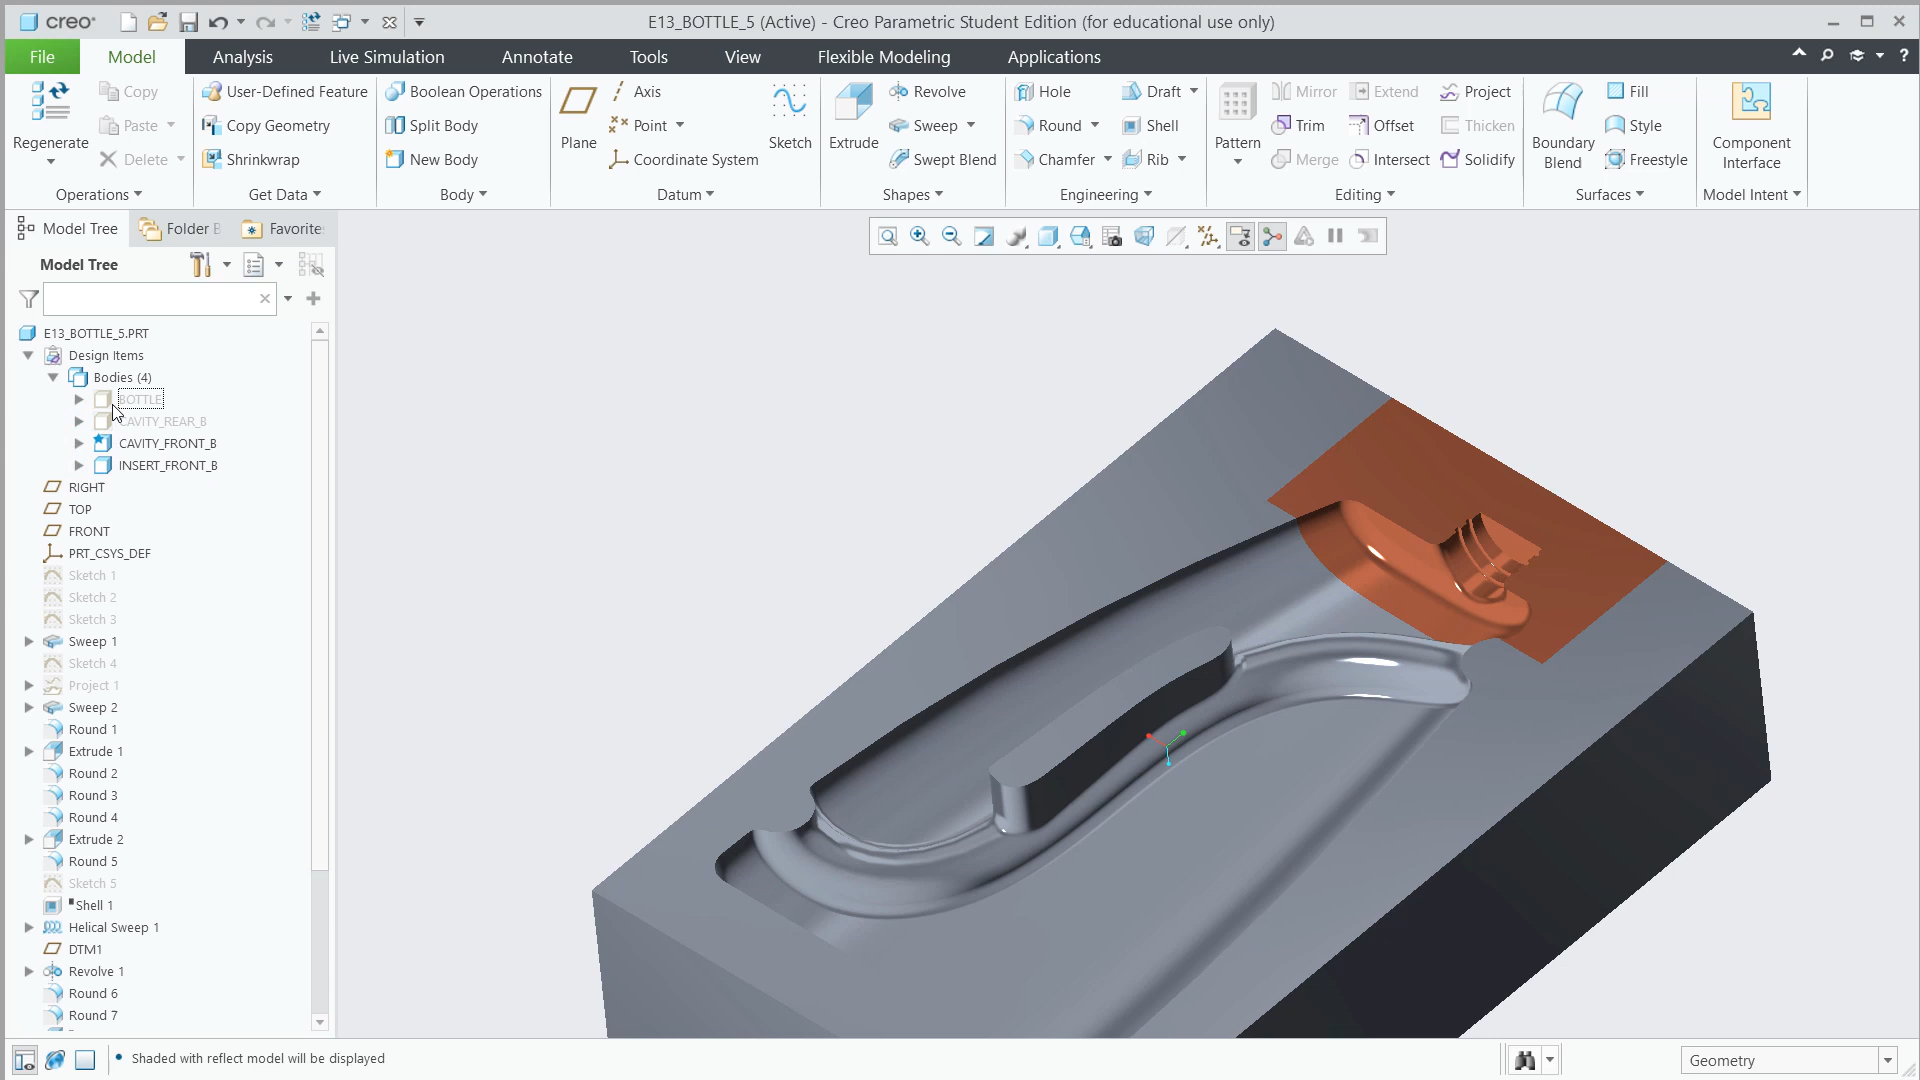 creo
E13_BOTTLE_5 (Active) - Creo Parametric Student Edition (for educational use only)
File
Model
Analysis
Live Simulation
Annotate
Tools
View
Flexible Modeling
Applications
Regenerate
Copy
Paste
Delete
Operations
User-Defined Feature
Copy Geometry
Shrinkwrap
Get Data
Boolean Operations
Split Body
New Body
Body
Plane
Axis
Point
Coordinate System
Sketch
Datum
Extrude
Revolve
Sweep
Swept Blend
Shapes
Hole
Round
Chamfer
Draft
Shell
Rib
Engineering
Pattern
Mirror
Trim
Merge
Extend
Offset
Intersect
Project
Thicken
Solidify
Editing
Boundary
Blend
Fill
Style
Freestyle
Surfaces
Component
Interface
Model Intent
Model Tree
Folder B
Favorite
Model Tree
E13_BOTTLE_5.PRT
Design Items
Bodies (4)
BOTTLE
CAVITY_REAR_B
CAVITY_FRONT_B
INSERT_FRONT_B
RIGHT
TOP
FRONT
PRT_CSYS_DEF
Sketch 1
Sketch 2
Sketch 3
Sweep 1
Sketch 4
Project 1
Sweep 2
Round 1
Extrude 1
Round 2
Round 3
Round 4
Extrude 2
Round 5
Sketch 5
Shell 1
Helical Sweep 1
DTM1
Revolve 1
Round 6
Round 7
• Shaded with reflect model will be displayed
Geometry